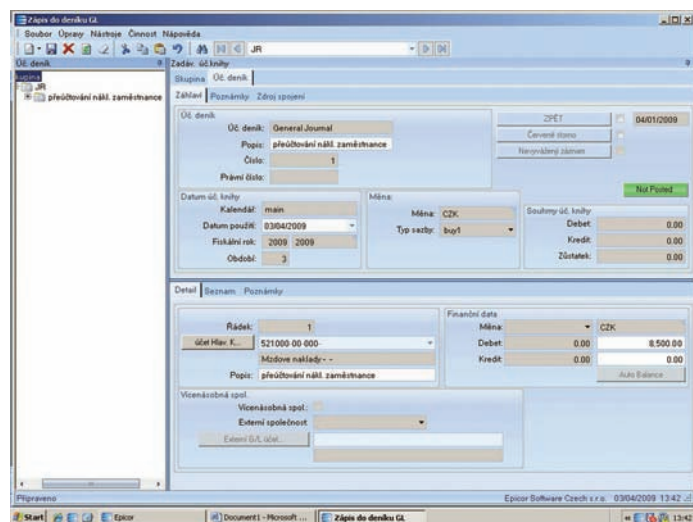 Zápis do deníku GL
Soubor Úpravy Nástroje Činnost Nápověda
JR
Úč. deník
Zadáv. úč.knihy
kupina
JR
přeúčtování nákl. zaměstnance
Skupina Úč. deník
Záhlaví Poznámky Zdroj spojení
Úč. deník
Úč. deník: General Journal
Popis: přeúčtování nákl. zaměstnance
Číslo: 1
Právní číslo:
ZPĚT 04/01/2009
Červené storno
Nevyvážený záznam
Not Posted
Datum úč. knihy
Kalendář: main
Datum použití: 03/04/2009
Fiskální rok: 2009 2009
Období: 3
Měna:
Měna: CZK
Typ sazby: buy1
Souhrny úč. knihy
Debet: 0.00
Kredit: 0.00
Zůstatek: 0.00
Detail Seznam Poznámky
Řádek: 1
účet Hlav. K...
521000-00-000-
Mzdove naklady - -
Popis: přeúčtování nákl. zaměstnance
Finanční data
Měna: CZK
Debet: 0.00 8,500.00
Kredit: 0.00 0.00
Auto Balance
Vícenásobná spol.
Vícenásobná spol.:
Externí společnost:
Externí G/L účet...
Připraveno
Epicor Software Czech s.r.o. 03/04/2009 13:42
Start
Epicor
Document1 - Microsoft ...
Zápis do deníku GL
13:42